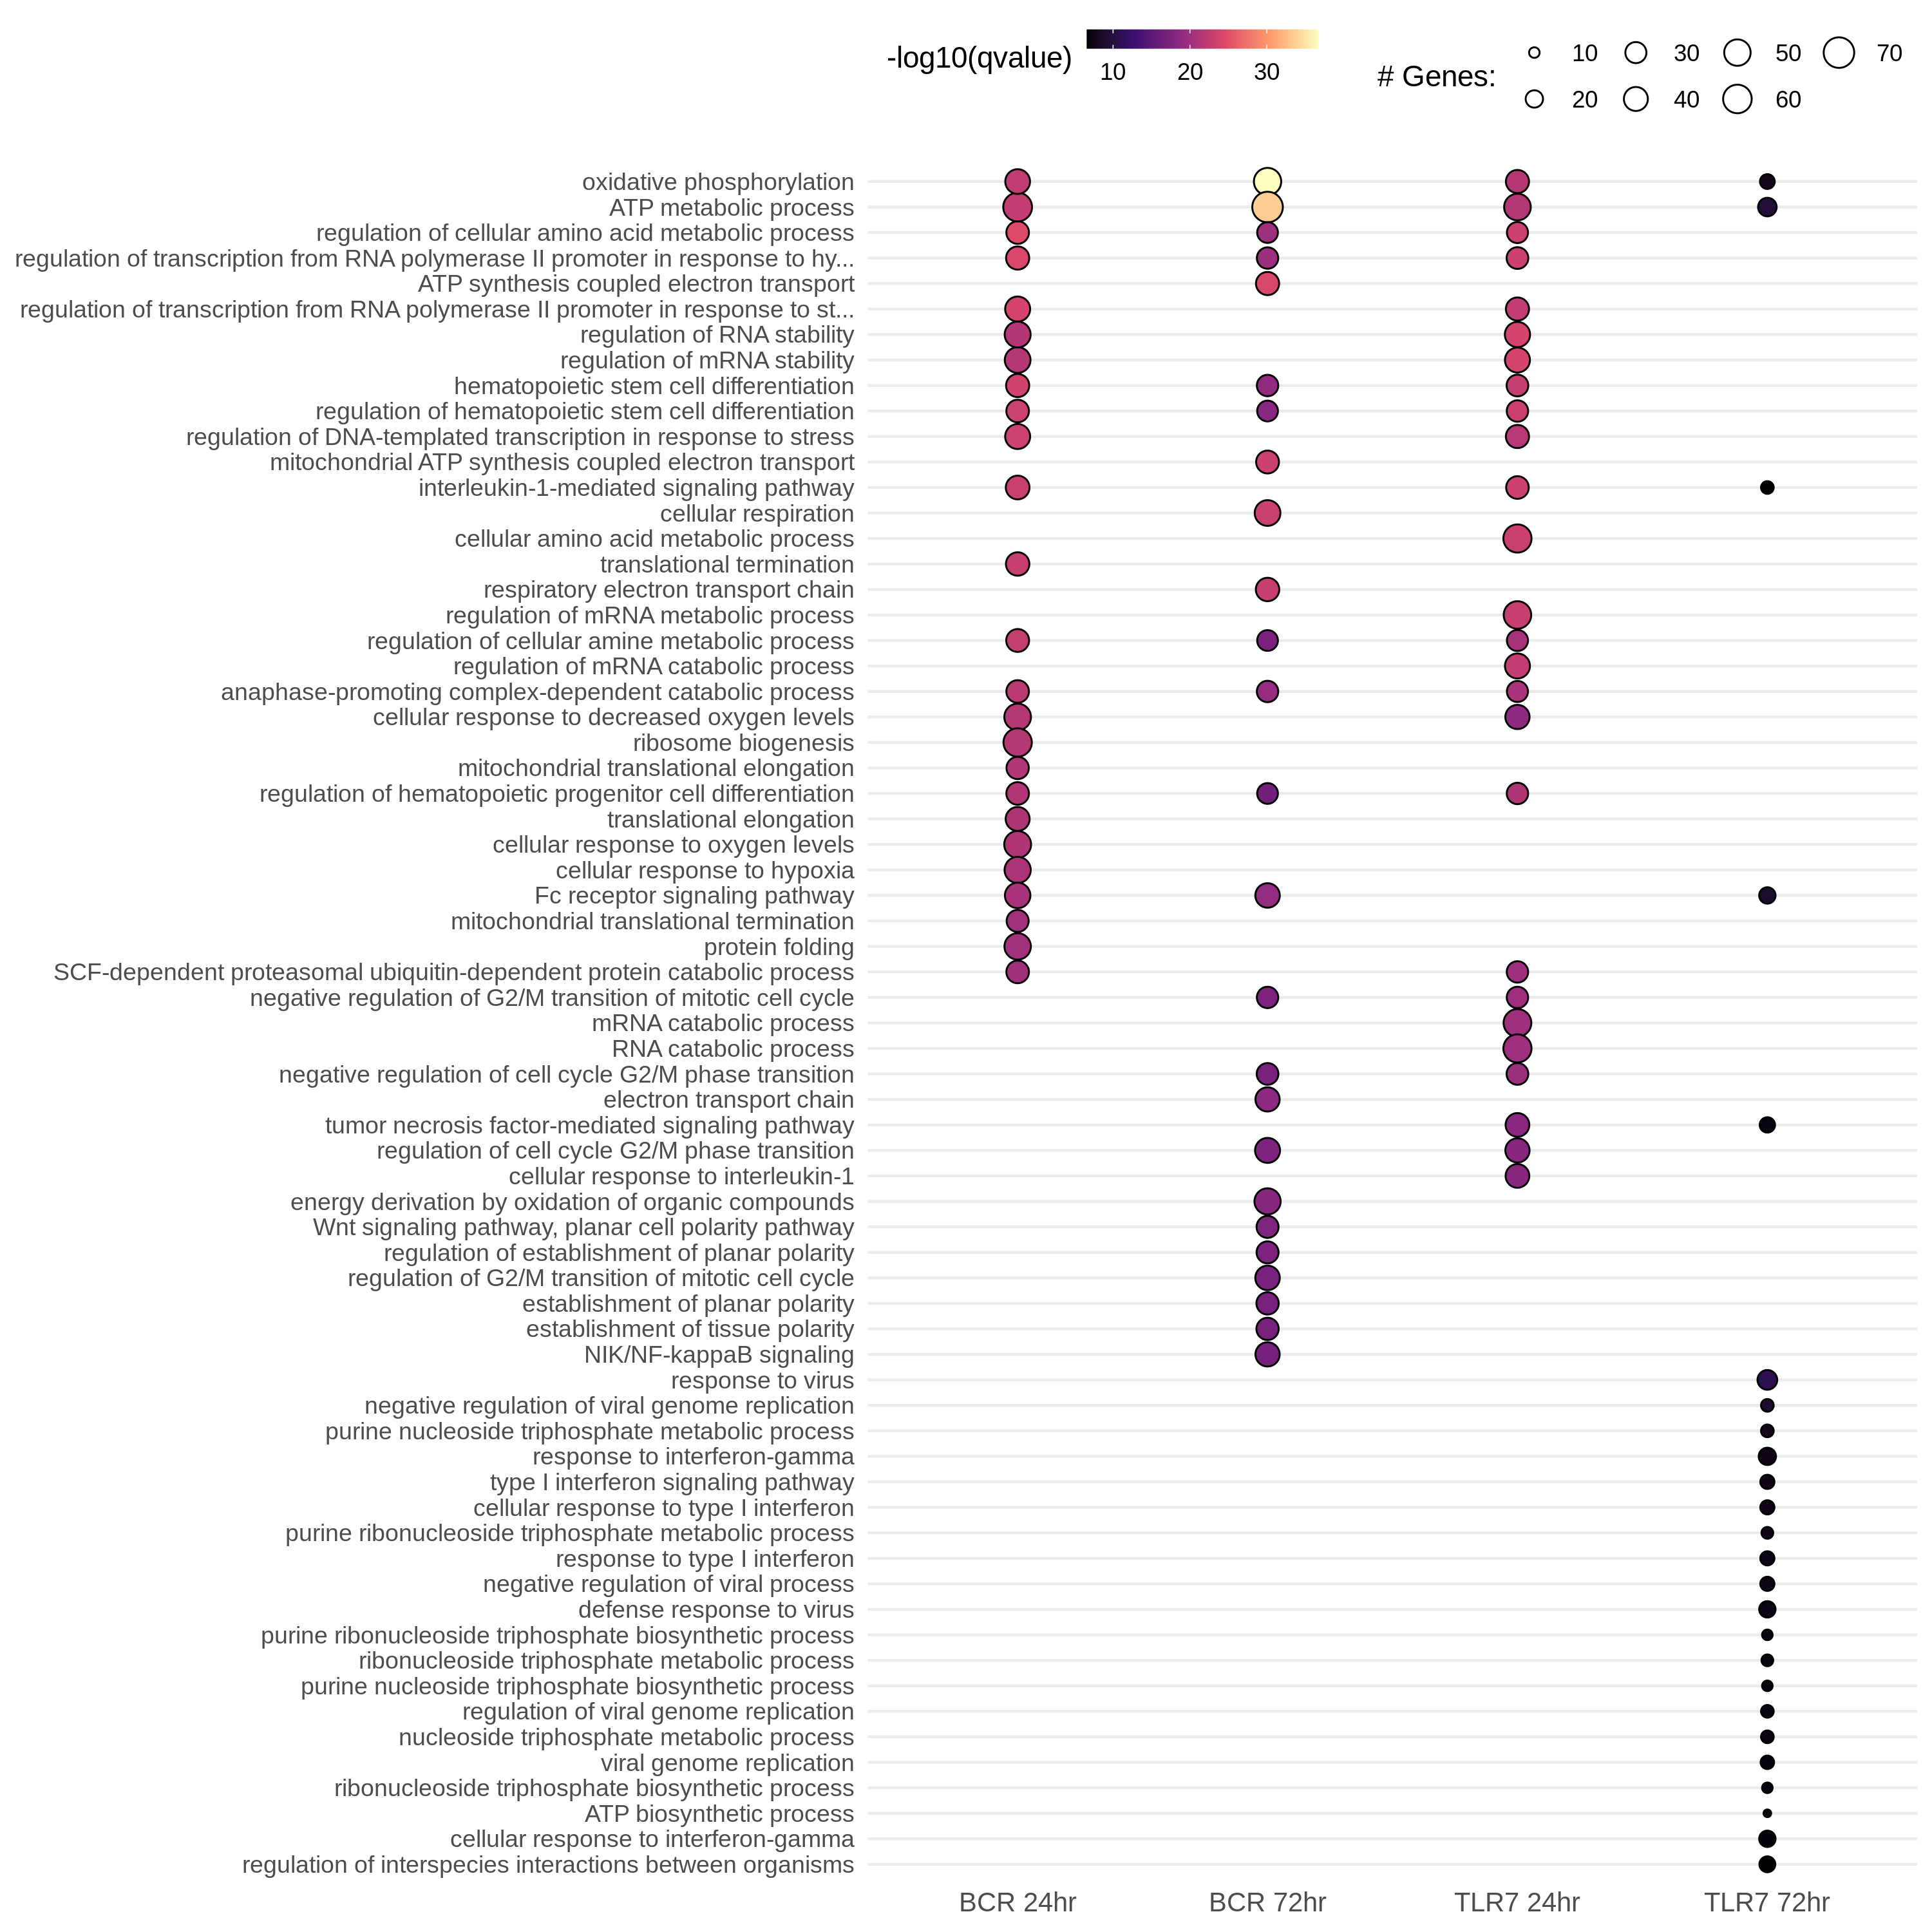 -log10(qvalue)
10 20 30
# Genes:
10 30 50 70
20 40 60
oxidative phosphorylation
ATP metabolic process
regulation of cellular amino acid metabolic process
regulation of transcription from RNA polymerase II promoter in response to hy...
ATP synthesis coupled electron transport
regulation of transcription from RNA polymerase II promoter in response to st...
regulation of RNA stability
regulation of mRNA stability
hematopoietic stem cell differentiation
regulation of hematopoietic stem cell differentiation
regulation of DNA-templated transcription in response to stress
mitochondrial ATP synthesis coupled electron transport
interleukin-1-mediated signaling pathway
cellular respiration
cellular amino acid metabolic process
translational termination
respiratory electron transport chain
regulation of mRNA metabolic process
regulation of cellular amine metabolic process
regulation of mRNA catabolic process
anaphase-promoting complex-dependent catabolic process
cellular response to decreased oxygen levels
ribosome biogenesis
mitochondrial translational elongation
regulation of hematopoietic progenitor cell differentiation
translational elongation
cellular response to oxygen levels
cellular response to hypoxia
Fc receptor signaling pathway
mitochondrial translational termination
protein folding
SCF-dependent proteasomal ubiquitin-dependent protein catabolic process
negative regulation of G2/M transition of mitotic cell cycle
mRNA catabolic process
RNA catabolic process
negative regulation of cell cycle G2/M phase transition
electron transport chain
tumor necrosis factor-mediated signaling pathway
regulation of cell cycle G2/M phase transition
cellular response to interleukin-1
energy derivation by oxidation of organic compounds
Wnt signaling pathway, planar cell polarity pathway
regulation of establishment of planar polarity
regulation of G2/M transition of mitotic cell cycle
establishment of planar polarity
establishment of tissue polarity
NIK/NF-kappaB signaling
response to virus
negative regulation of viral genome replication
purine nucleoside triphosphate metabolic process
response to interferon-gamma
type I interferon signaling pathway
cellular response to type I interferon
purine ribonucleoside triphosphate metabolic process
response to type I interferon
negative regulation of viral process
defense response to virus
purine ribonucleoside triphosphate biosynthetic process
ribonucleoside triphosphate metabolic process
purine nucleoside triphosphate biosynthetic process
regulation of viral genome replication
nucleoside triphosphate metabolic process
viral genome replication
ribonucleoside triphosphate biosynthetic process
ATP biosynthetic process
cellular response to interferon-gamma
regulation of interspecies interactions between organisms
BCR 24hr BCR 72hr TLR7 24hr TLR7 72hr